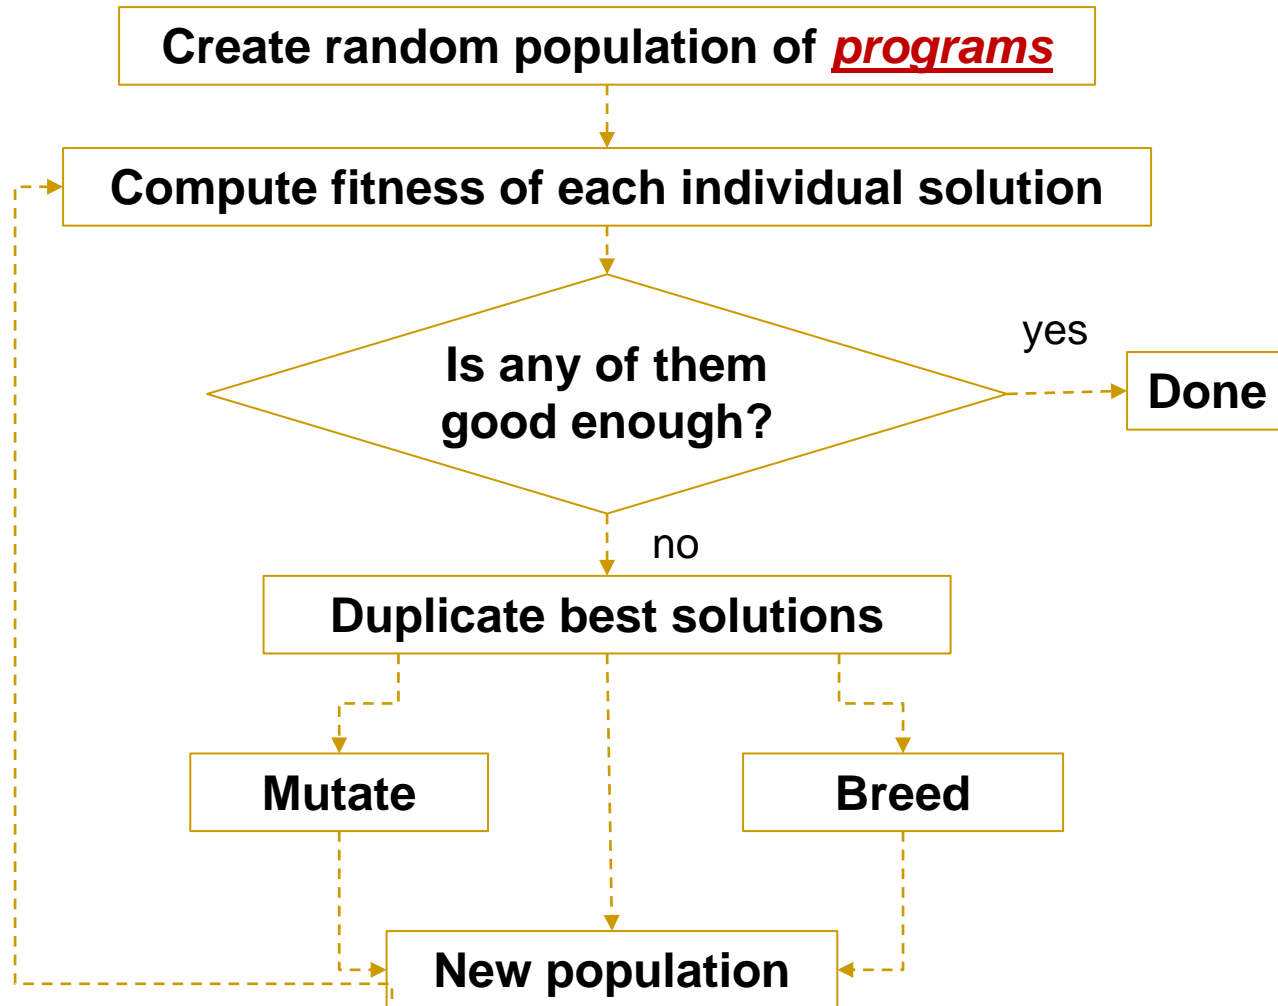 Create random population of programs
Compute fitness of each individual solution
Is any of them
good enough?
yes
Done
no
Duplicate best solutions
Mutate
Breed
New population